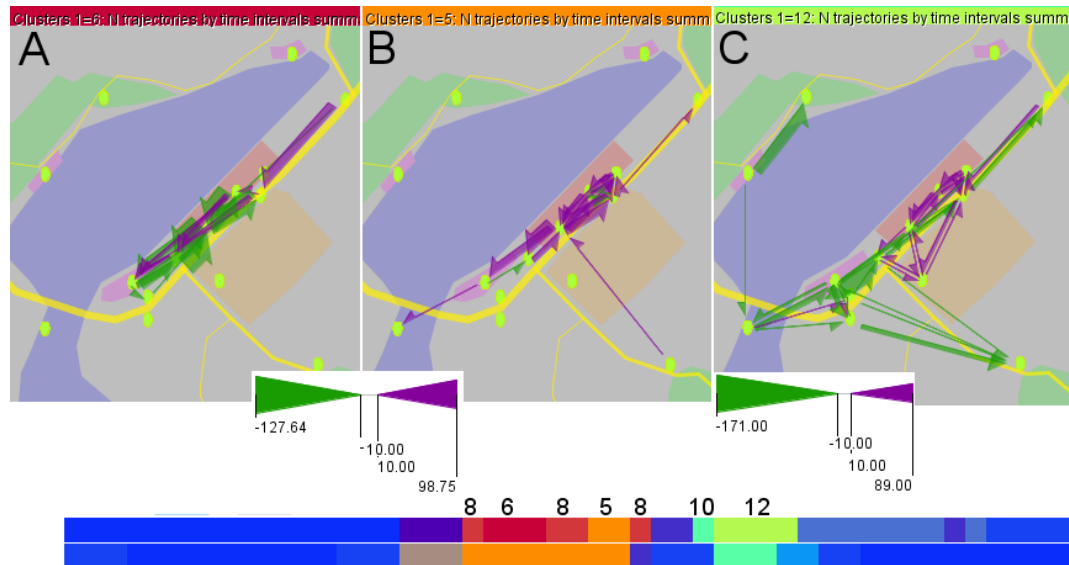 Clusters 1=6: N trajectories by time intervals summ
Clusters 1=5: N trajectories by time intervals summ
Clusters 1=12: N trajectories by time intervals summ
A
B
C
-127.64
-10.00
10.00
98.75
-171.00
-10.00
10.00
89.00
8 6 8 5 8 10 12